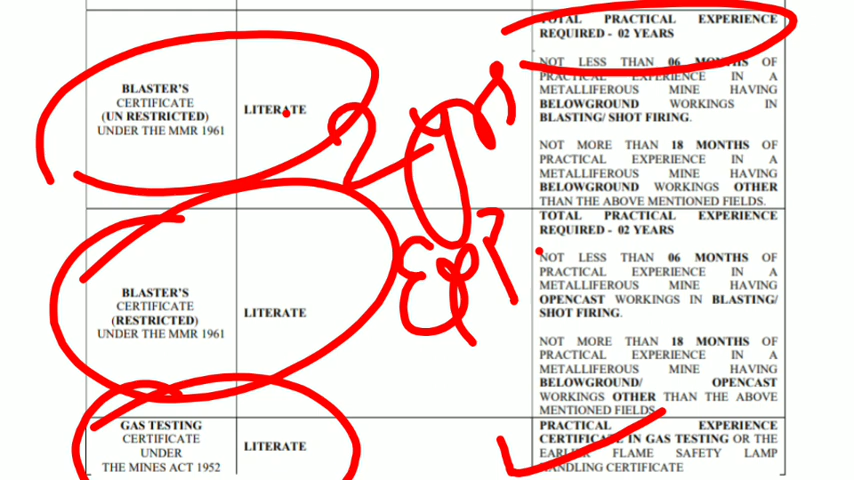 BLASTER'S
CERTIFICATE
(UN RESTRICTED)
UNDER THE MMR 1961
LITERATE
TOTAL PRACTICAL EXPERIENCE
REQUIRED - 02 YEARS
NOT LESS THAN 06 MONTHS OF
PRACTICAL EXPERIENCE IN A
METALLIFEROUS MINE HAVING
BELOWGROUND WORKINGS IN
BLASTING/ SHOT FIRING.
NOT MORE THAN 18 MONTHS OF
PRACTICAL EXPERIENCE IN A
METALLIFEROUS MINE HAVING
BELOWGROUND WORKINGS OTHER
THAN THE ABOVE MENTIONED FIELDS.
BLASTER'S
CERTIFICATE
(RESTRICTED)
UNDER THE MMR 1961
LITERATE
TOTAL PRACTICAL EXPERIENCE
REQUIRED - 02 YEARS
NOT LESS THAN 06 MONTHS OF
PRACTICAL EXPERIENCE IN A
METALLIFEROUS MINE HAVING
OPENCAST WORKINGS IN BLASTING/
SHOT FIRING.
NOT MORE THAN 18 MONTHS OF
PRACTICAL EXPERIENCE IN A
METALLIFEROUS MINE HAVING
BELOWGROUND/ OPENCAST
WORKINGS OTHER THAN THE ABOVE
MENTIONED FIELDS.
GAS TESTING
CERTIFICATE
UNDER
THE MINES ACT 1952
LITERATE
PRACTICAL EXPERIENCE
CERTIFICATE IN GAS TESTING OR THE
EARLIER FLAME SAFETY LAMP
HANDLING CERTIFICATE